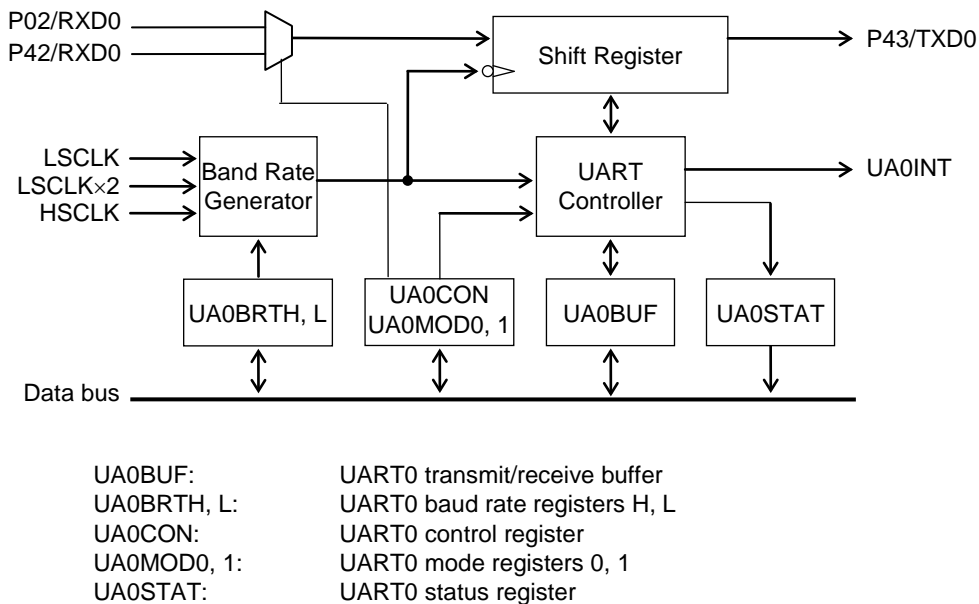 P02/RXD0
P42/RXD0
Shift Register
P43/TXD0
LSCLK
LSCLK×2
HSCLK
Band Rate
Generator
UART
Controller
UA0INT
UA0BRTH, L
UA0CON
UA0MOD0, 1
UA0BUF
UA0STAT
Data bus
UA0BUF: UART0 transmit/receive buffer
UA0BRTH, L: UART0 baud rate registers H, L
UA0CON: UART0 control register
UA0MOD0, 1: UART0 mode registers 0, 1
UA0STAT: UART0 status register